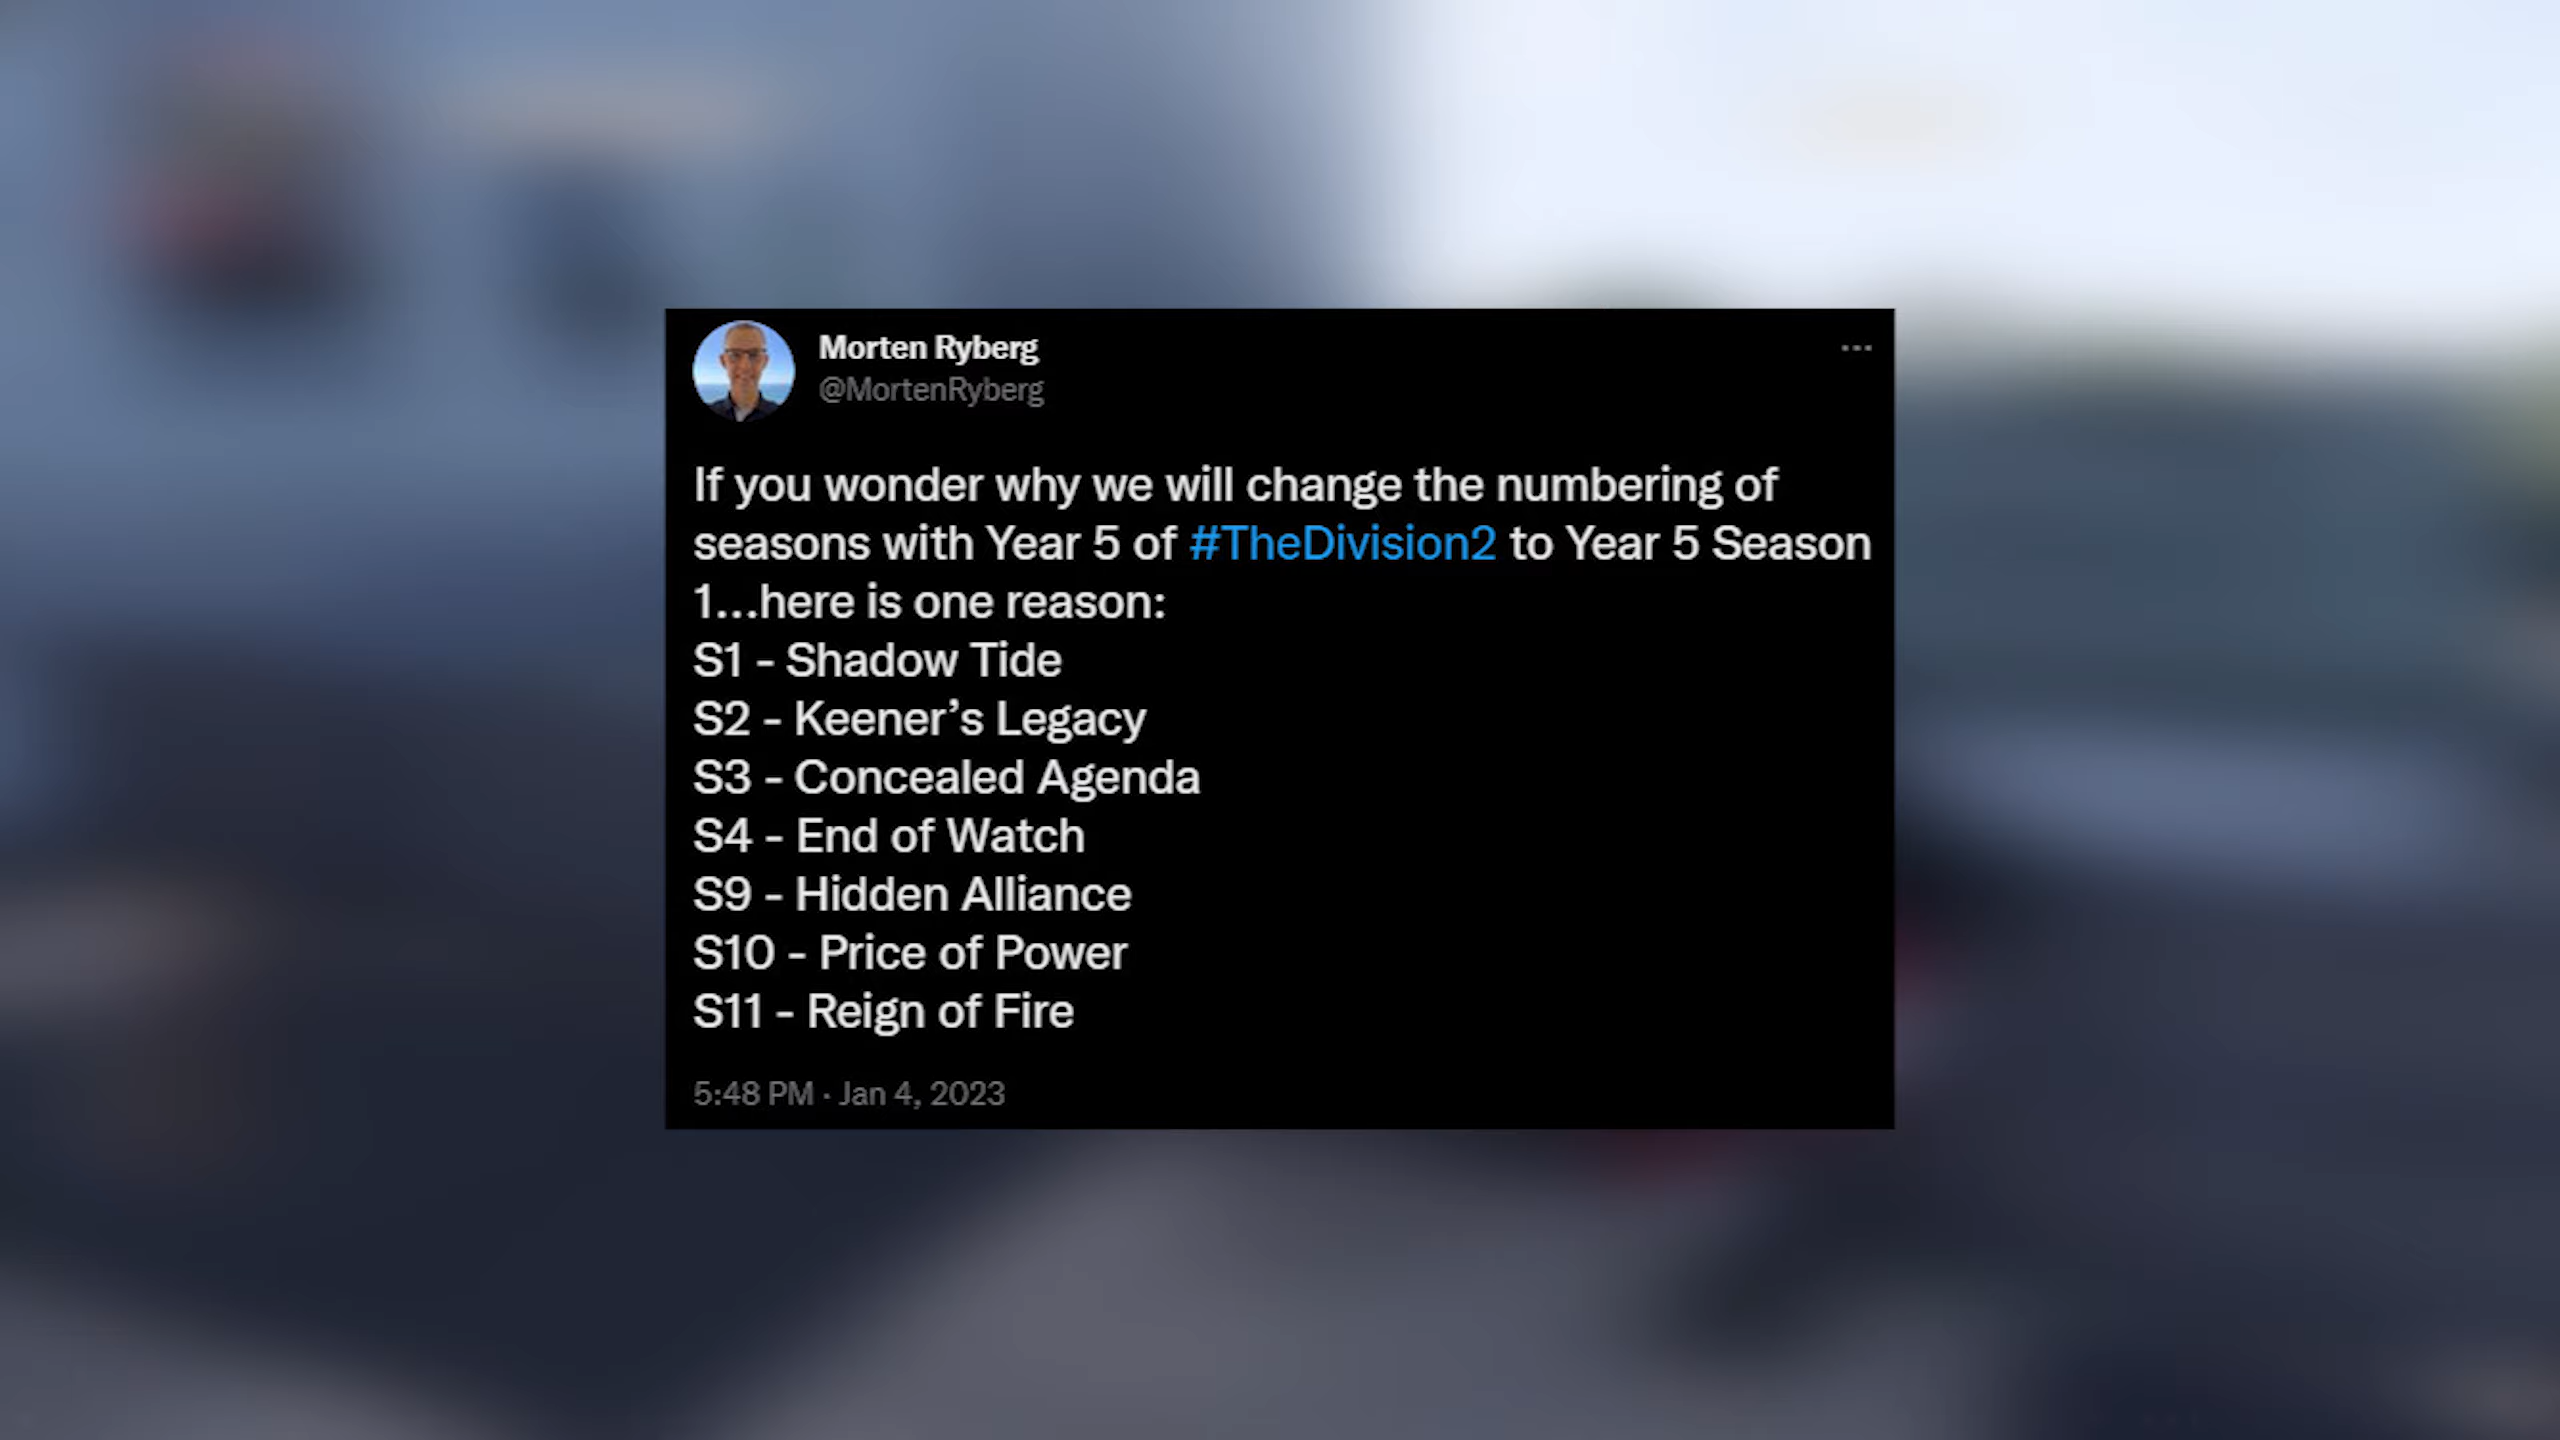 Morten Ryberg
@MortenRyberg
If you wonder why we will change the numbering of
seasons with Year 5 of #TheDivision2 to Year 5 Season
1...here is one reason:
S1 - Shadow Tide
S2 - Keener’s Legacy
S3 - Concealed Agenda
S4 - End of Watch
S9 - Hidden Alliance
S10 - Price of Power
S11 - Reign of Fire
5:48 PM · Jan 4, 2023